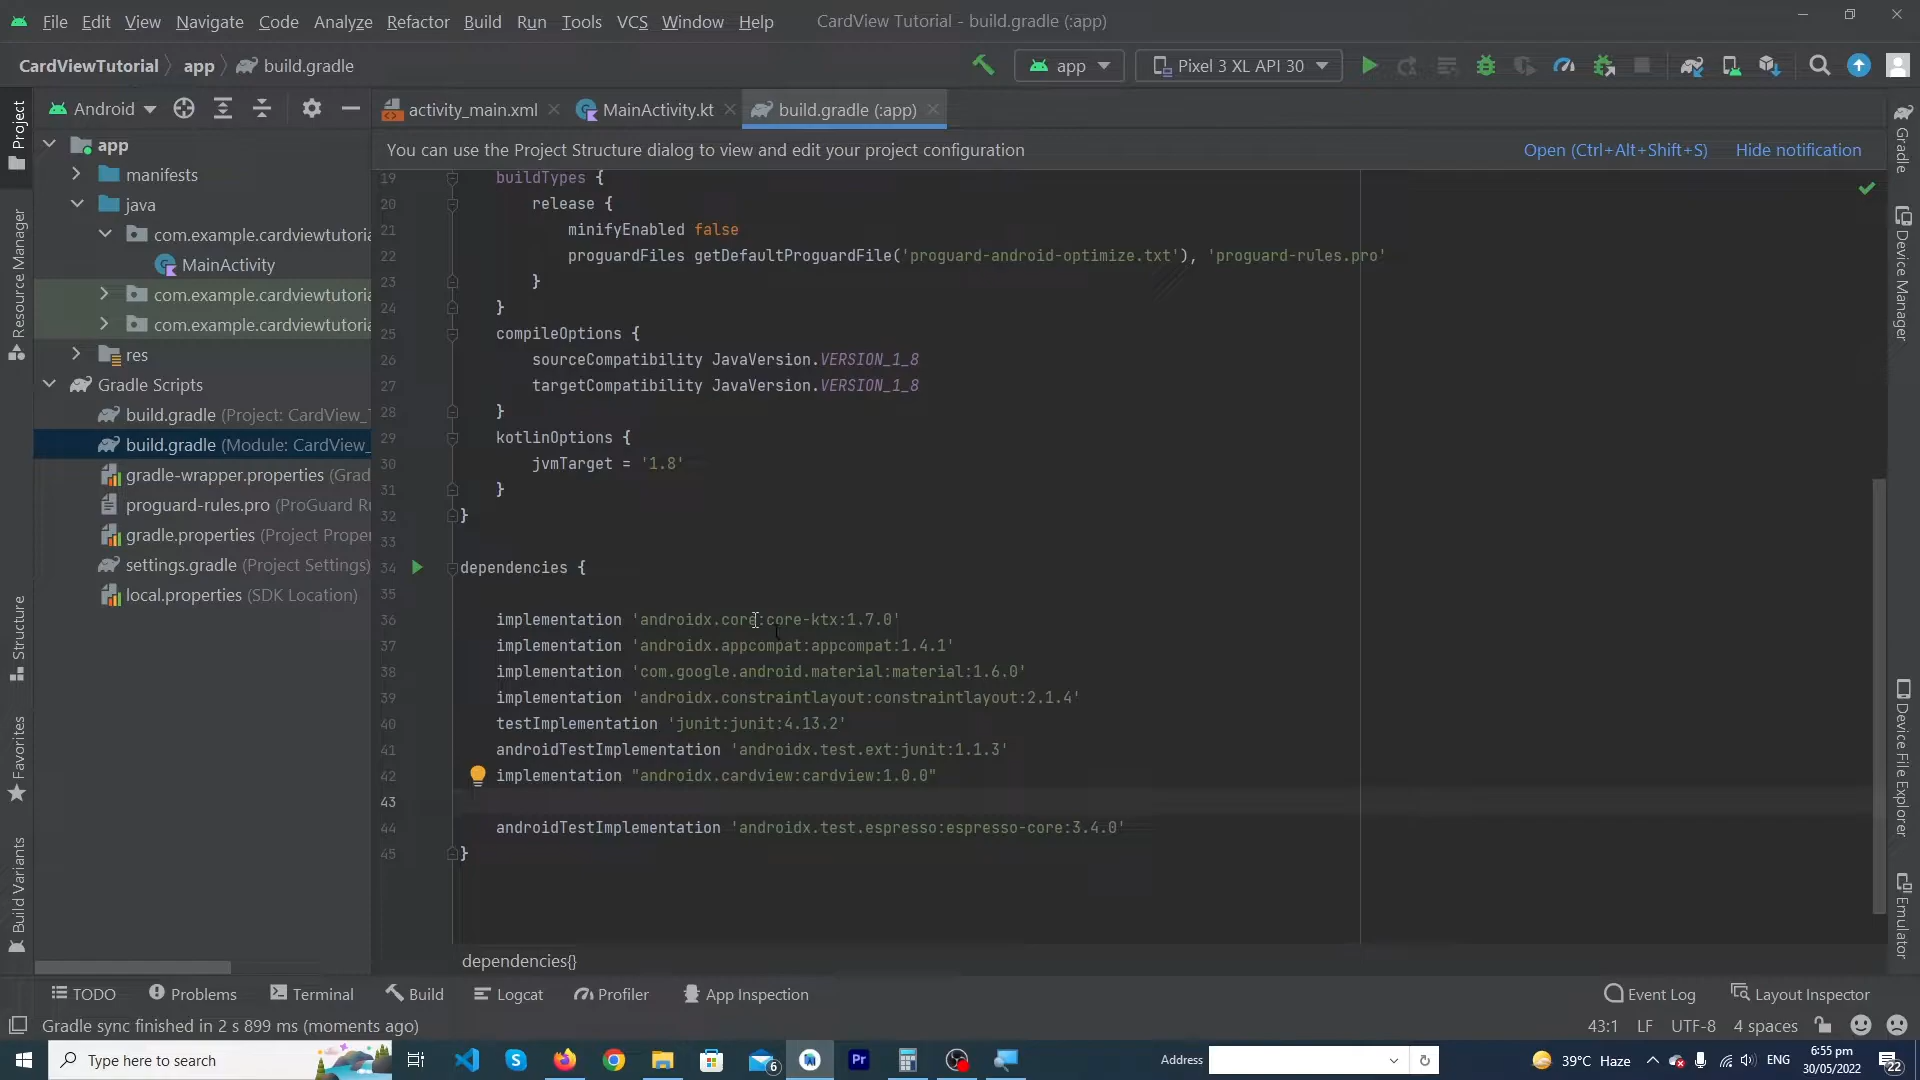 File Edit View Navigate Code Analyze Refactor Build Run Tools VCS Window Help CardView Tutorial - build.gradle (:app)
CardViewTutorial app build.gradle app Pixel 3 XL API 30
Android activity_main.xml MainActivity.kt build.gradle (:app)
You can use the Project Structure dialog to view and edit your project configuration Open (Ctrl+Alt+Shift+S) Hide notification
Project
Resource Manager
Structure
Favorites
Build Variants
app
manifests
java
com.example.cardviewtutoria
MainActivity
com.example.cardviewtutoria
com.example.cardviewtutoria
res
Gradle Scripts
build.gradle (Project: CardView_T
build.gradle (Module: CardView_
gradle-wrapper.properties (Grad
proguard-rules.pro (ProGuard Ru
gradle.properties (Project Proper
settings.gradle (Project Settings)
local.properties (SDK Location)
19 buildTypes {
20 release {
21 minifyEnabled false
22 proguardFiles getDefaultProguardFile('proguard-android-optimize.txt'), 'proguard-rules.pro'
23 }
24 }
25 compileOptions {
26 sourceCompatibility JavaVersion.VERSION_1_8
27 targetCompatibility JavaVersion.VERSION_1_8
28 }
29 kotlinOptions {
30 jvmTarget = '1.8'
31 }
32 }
33
34 dependencies {
35
36 implementation 'androidx.core:core-ktx:1.7.0'
37 implementation 'androidx.appcompat:appcompat:1.4.1'
38 implementation 'com.google.android.material:material:1.6.0'
39 implementation 'androidx.constraintlayout:constraintlayout:2.1.4'
40 testImplementation 'junit:junit:4.13.2'
41 androidTestImplementation 'androidx.test.ext:junit:1.1.3'
42 implementation "androidx.cardview:cardview:1.0.0"
43
44 androidTestImplementation 'androidx.test.espresso:espresso-core:3.4.0'
45 }
dependencies{}
Gradle
Device Manager
Device File Explorer
Emulator
TODO Problems Terminal Build Logcat Profiler App Inspection Event Log Layout Inspector
Gradle sync finished in 2 s 899 ms (moments ago) 43:1 LF UTF-8 4 spaces
Type here to search 6 Pr Address 39°C Haze ENG 6:55 pm
30/05/2022 22